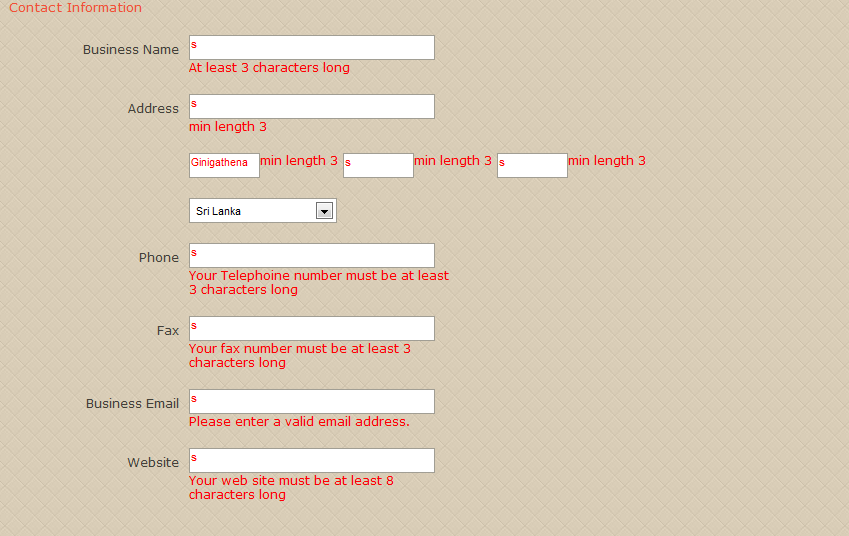 Contact Information
Business Name s
At least 3 characters long
Address s
min length 3
Ginigathena min length 3 s min length 3 s min length 3
Sri Lanka
Phone s
Your Telephoine number must be at least
3 characters long
Fax s
Your fax number must be at least 3
characters long
Business Email s
Please enter a valid email address.
Website s
Your web site must be at least 8
characters long